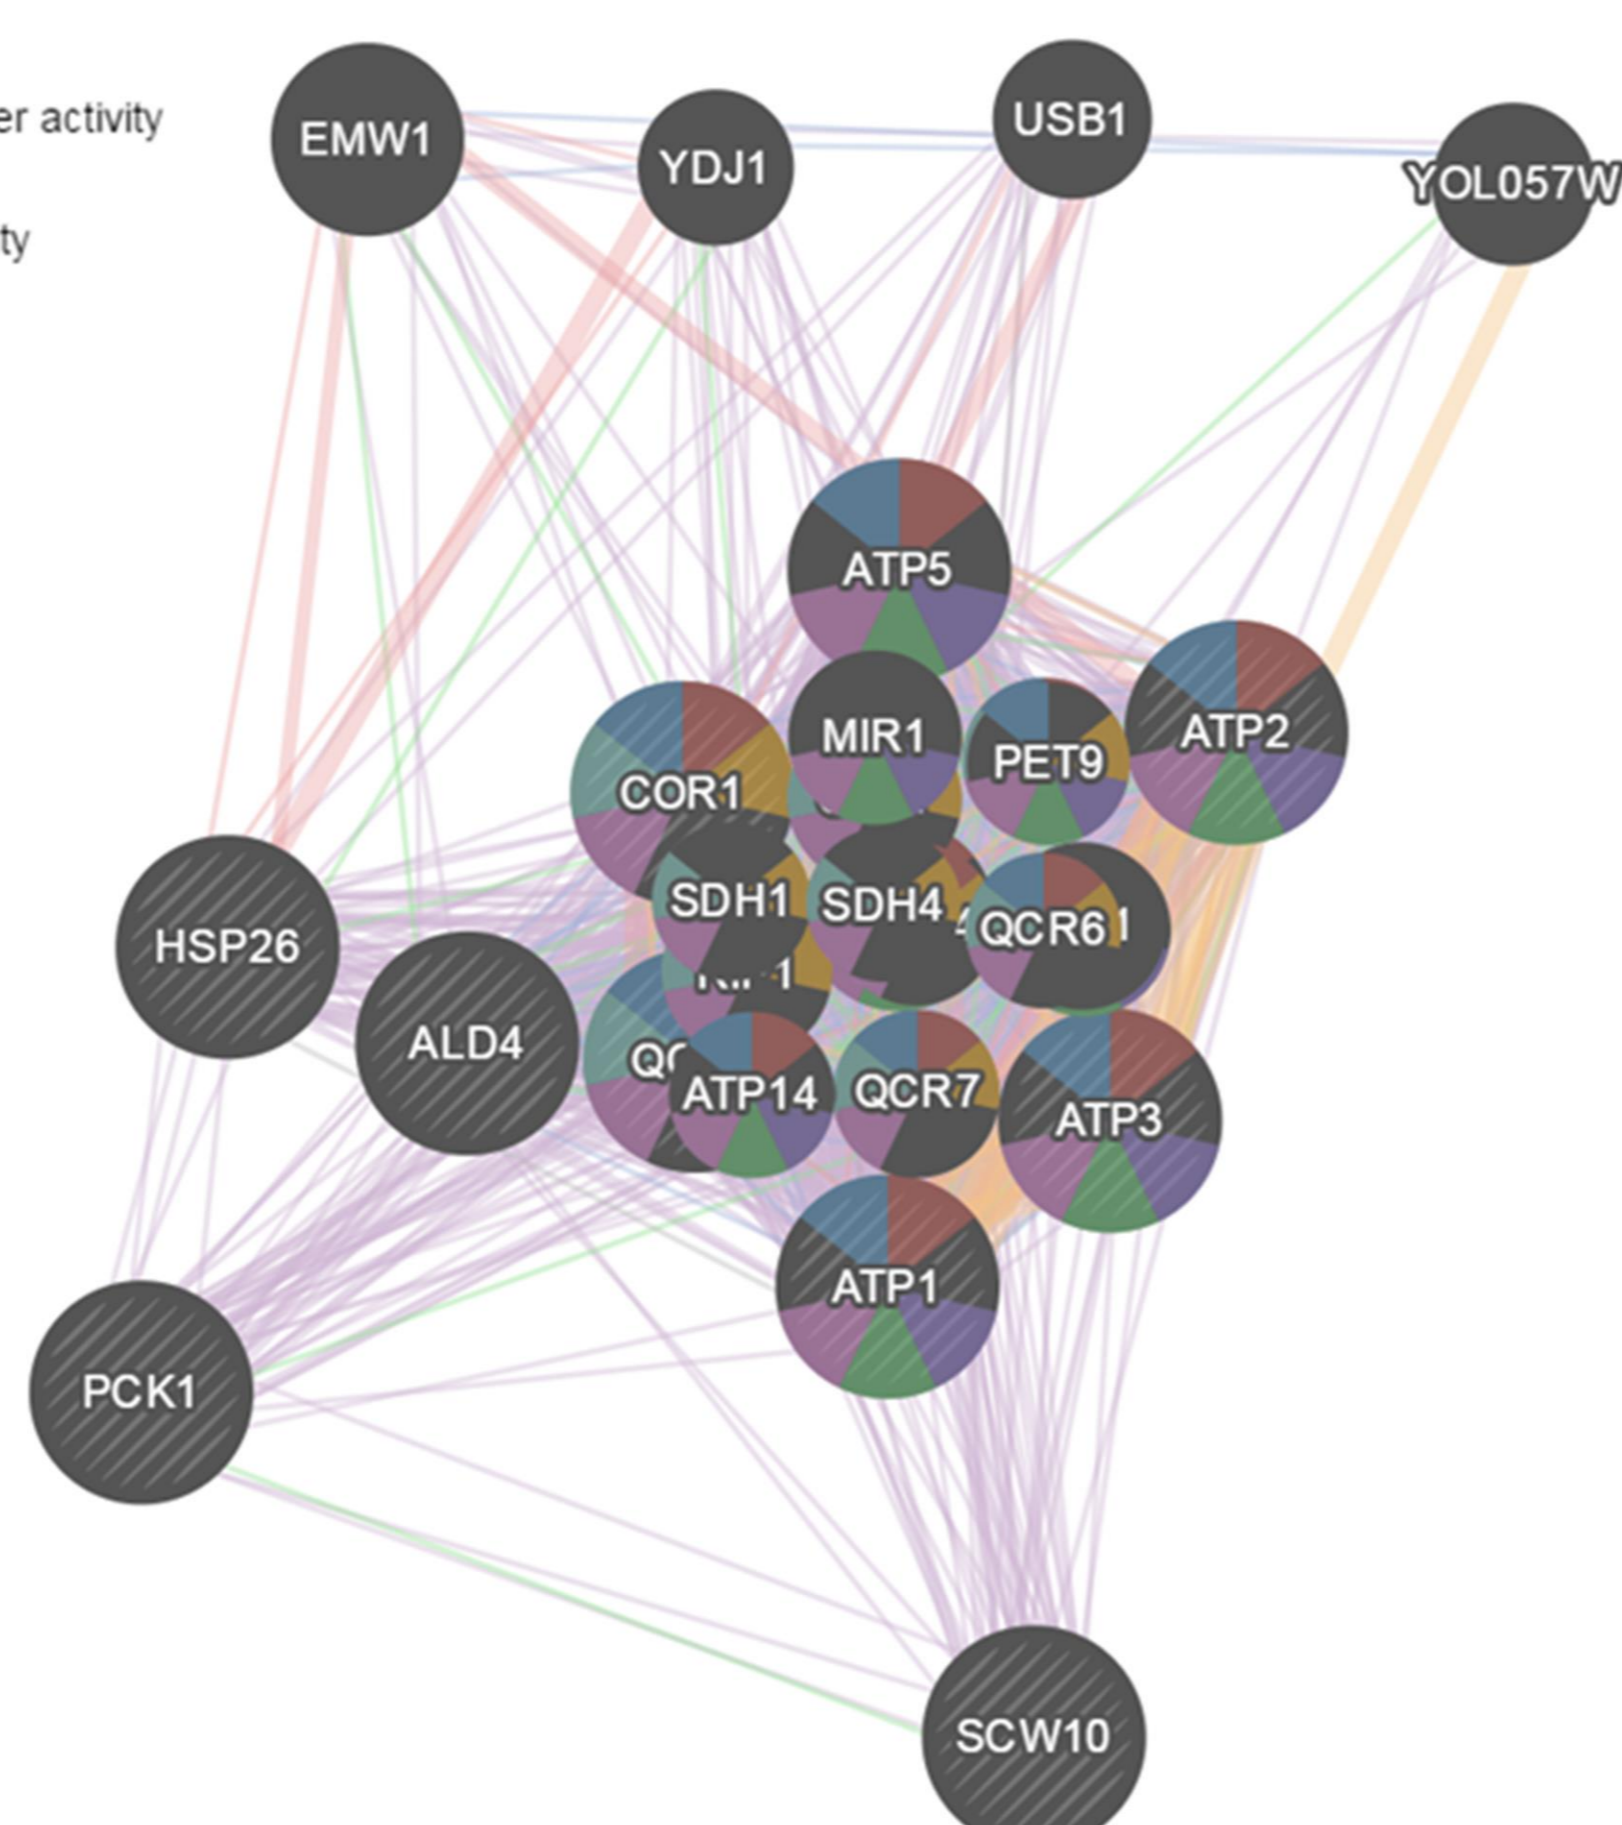 er activity
ty
EMW1
YDJ1
USB1
YOL057W
ATP5
MIR1
PET9
ATP2
COR1
SDH1
SDH4
QCR6
HSP26
ALD4
ATP14
QCR7
ATP3
ATP1
PCK1
SCW10